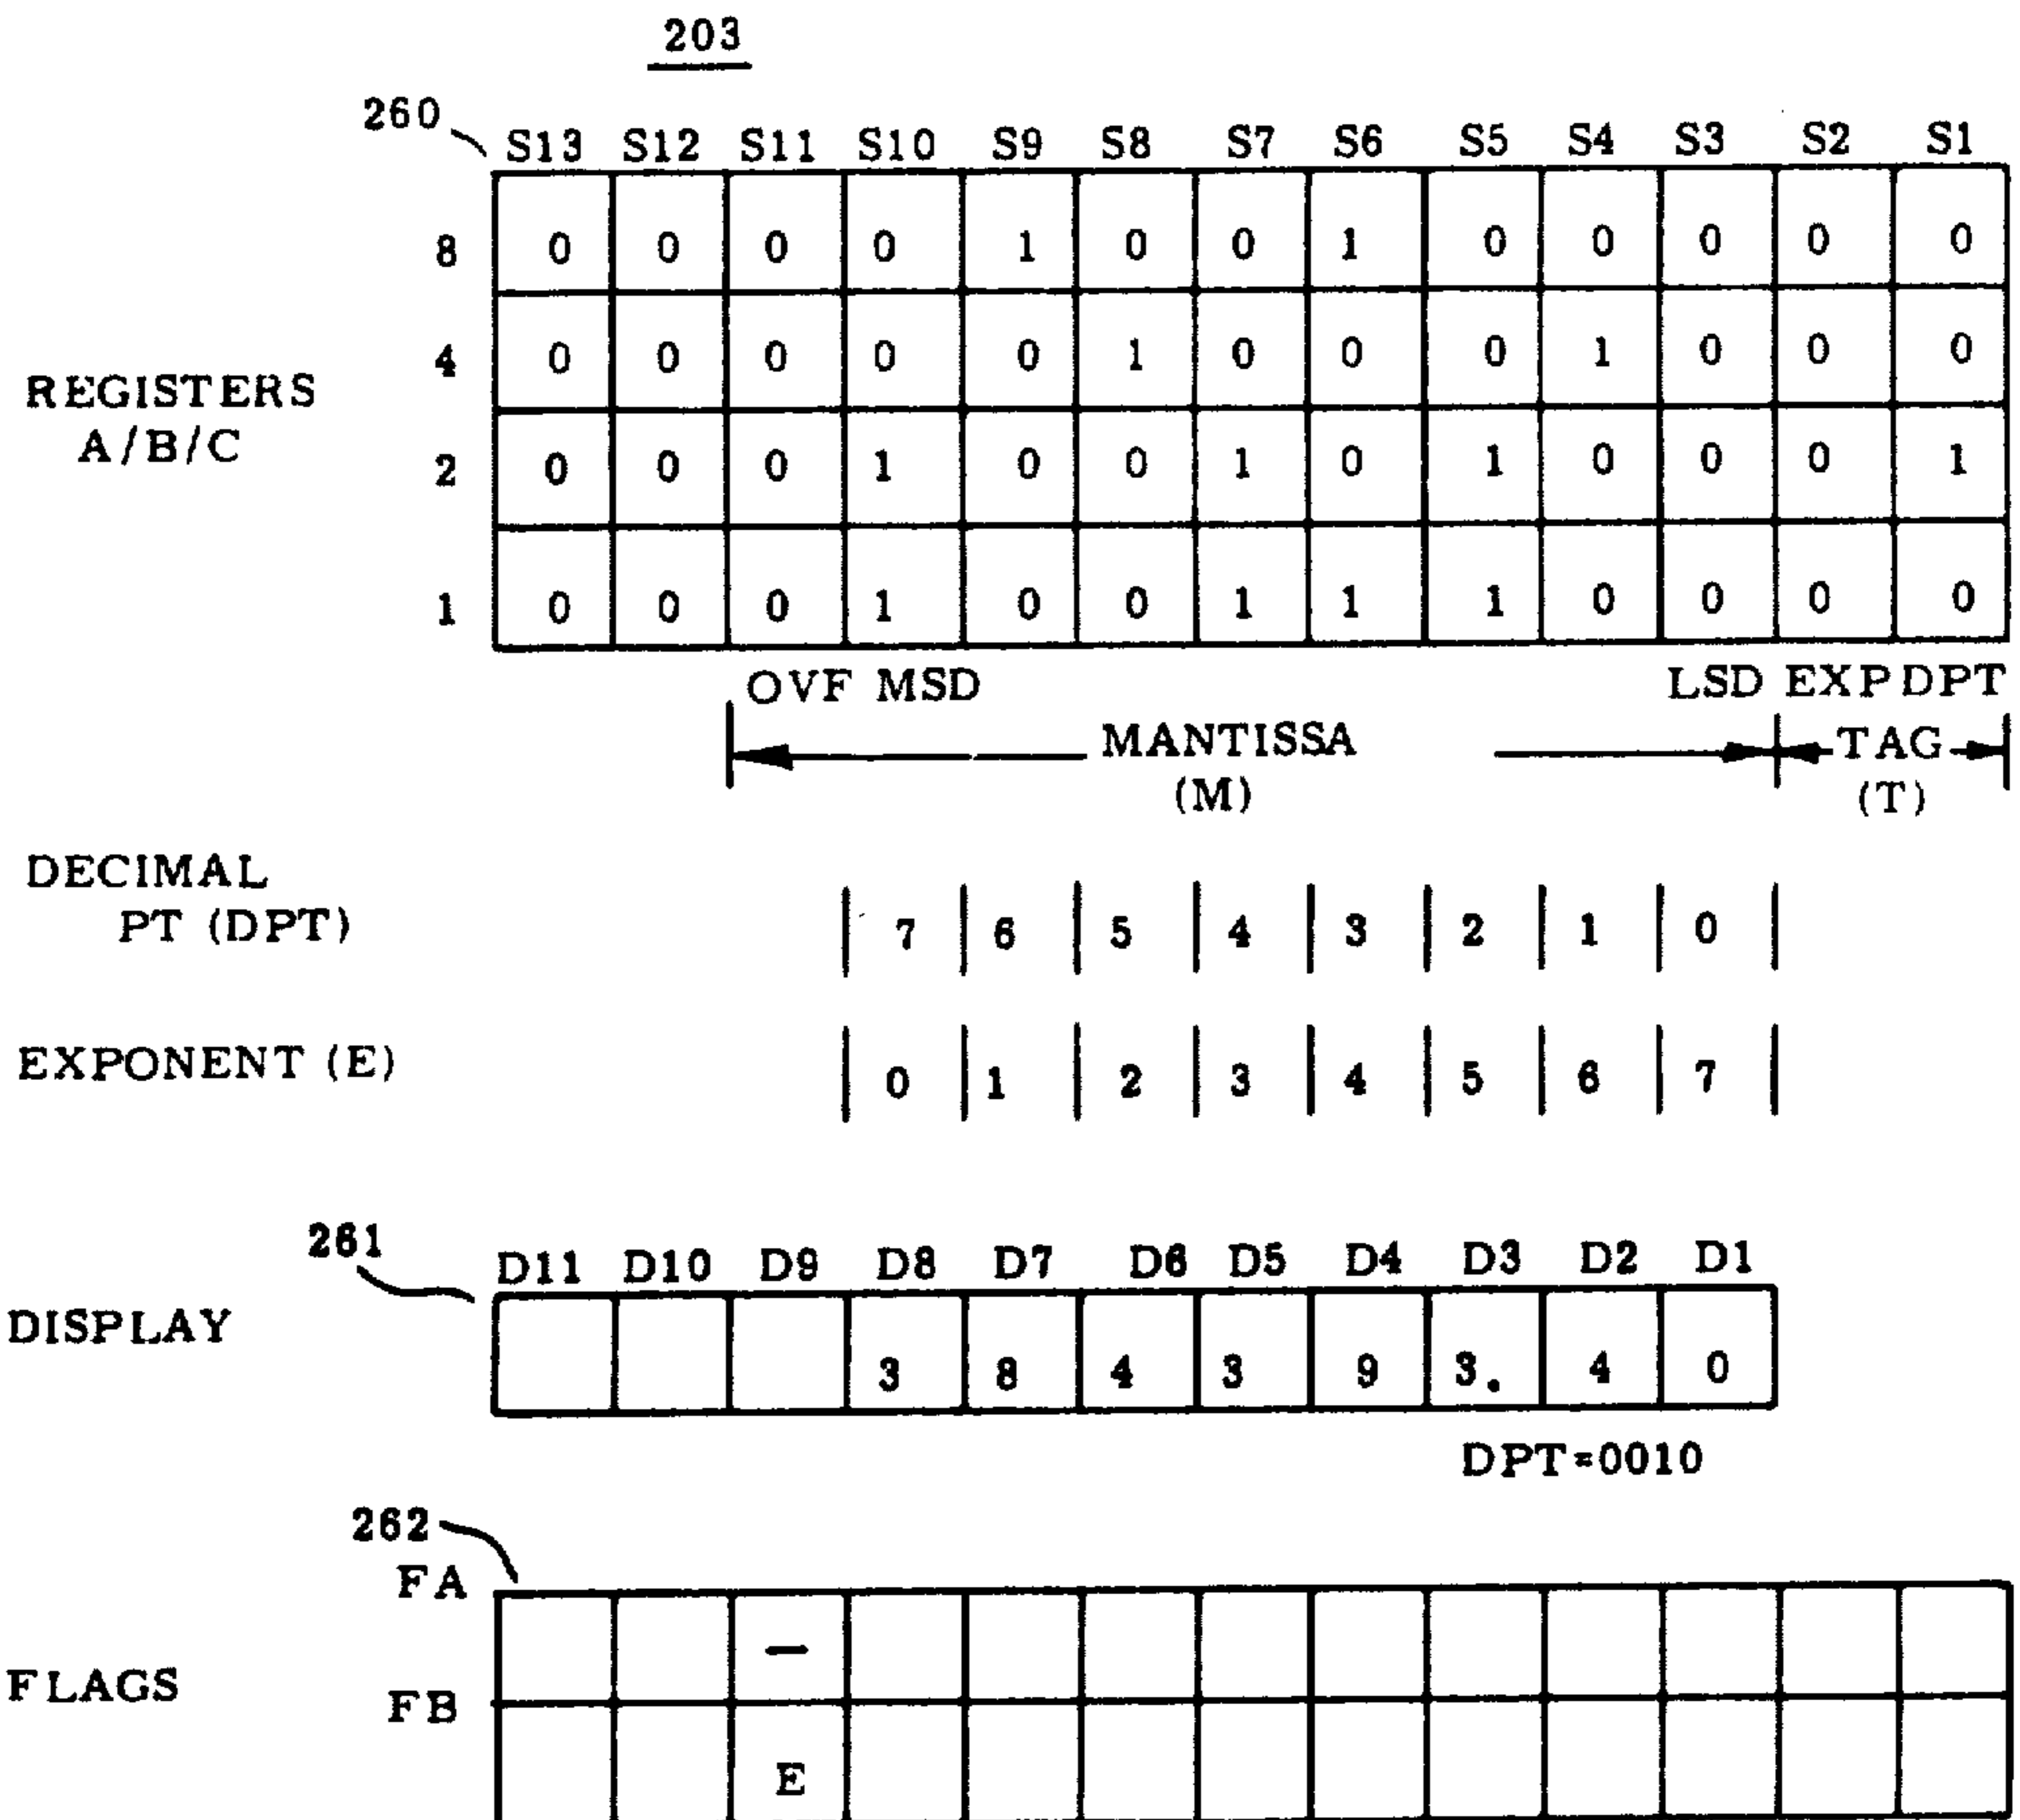 203
260
S13 S12 S11 S10 S9 S8 S7 S6 S5 S4 S3 S2 S1
8 0 0 0 0 1 0 0 1 0 0 0 0 0
4 0 0 0 0 0 1 0 0 0 1 0 0 0
REGISTERS
A/B/C
2 0 0 0 1 0 0 1 0 1 0 0 0 1
1 0 0 0 1 0 0 1 1 1 0 0 0 0
OVF MSD LSD EXP DPT
MANTISSA
(M)
TAG
(T)
DECIMAL
PT (DPT)
7 6 5 4 3 2 1 0
EXPONENT (E)
0 1 2 3 4 5 6 7
261
D11 D10 D9 D8 D7 D6 D5 D4 D3 D2 D1
DISPLAY
3 8 4 3 9 3. 4 0
DPT=0010
262
FA
–
FLAGS
FB
E